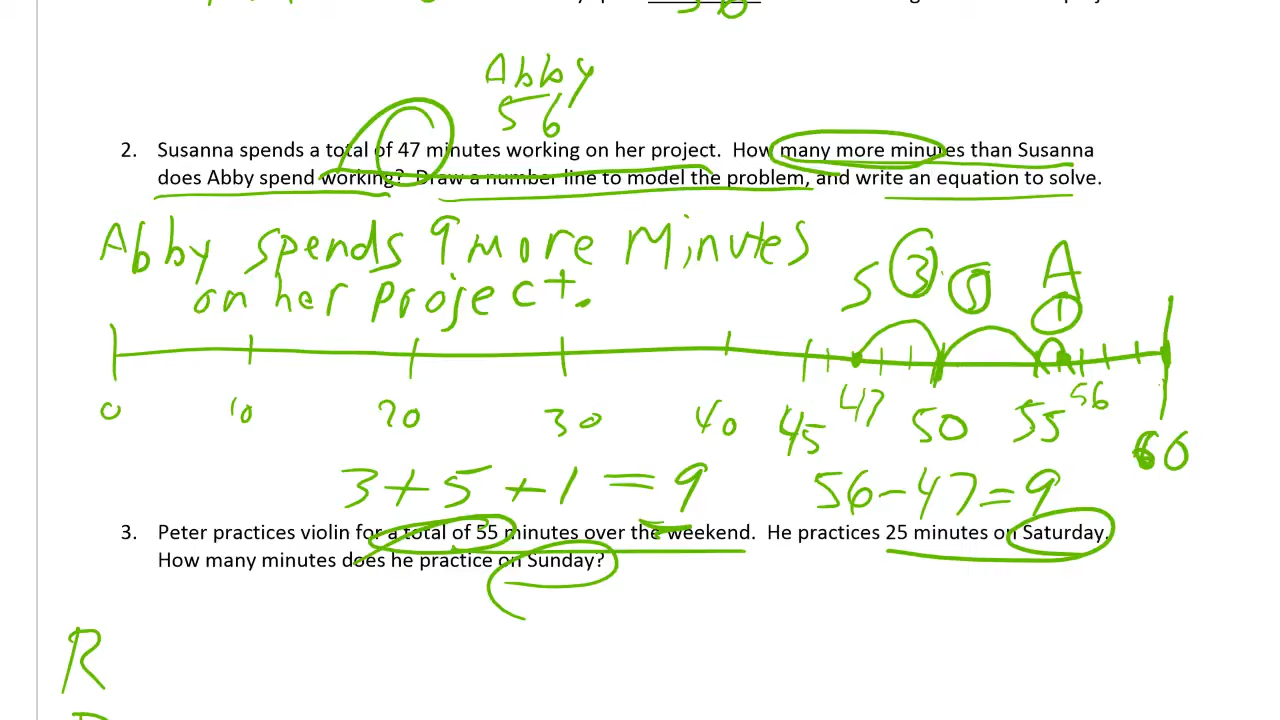 Abby
56
2. Susanna spends a total of 47 minutes working on her project. How many more minutes than Susanna
does Abby spend working? Draw a number line to model the problem, and write an equation to solve.
Abby spends 9 more minutes
on her project.
S 3 5 A
1
0 10 20 30 40 45 47 50 55 56 60
3 + 5 + 1 = 9 56 - 47 = 9
3. Peter practices violin for a total of 55 minutes over the weekend. He practices 25 minutes on Saturday.
How many minutes does he practice on Sunday?
R